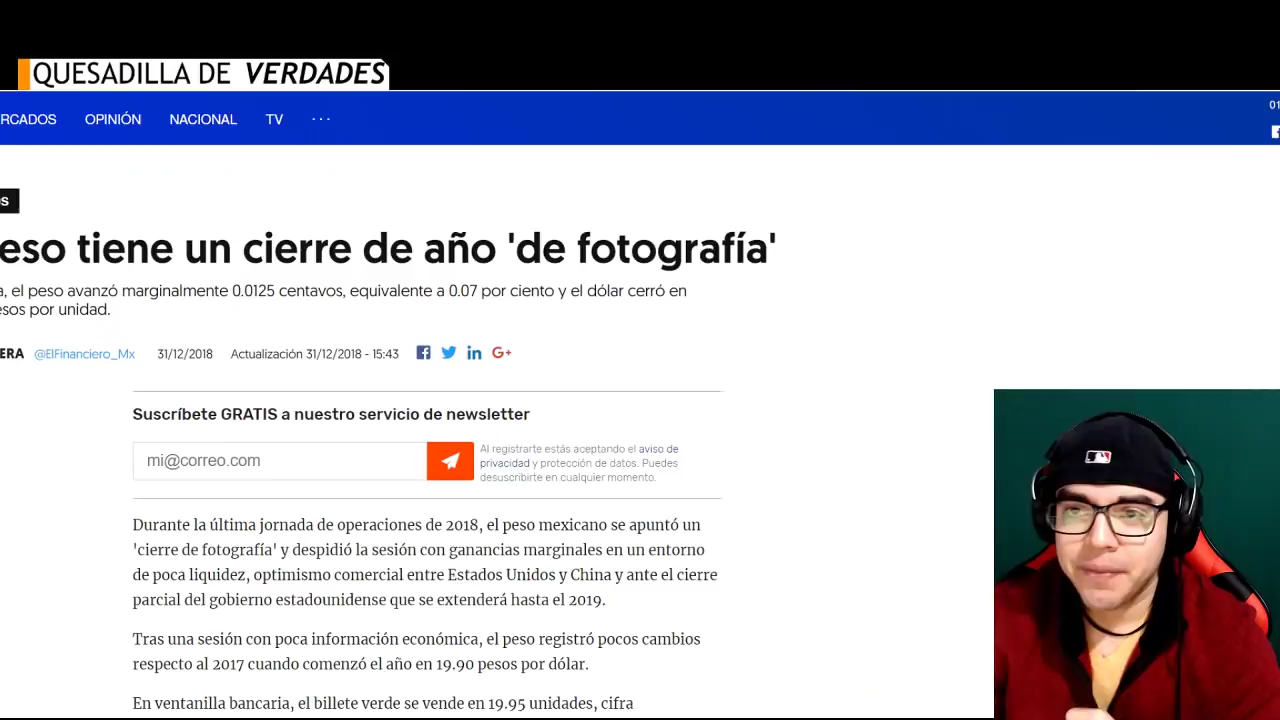 QUESADILLA DE VERDADES
RCADOS OPINIÓN NACIONAL TV ...
01
os
eso tiene un cierre de año 'de fotografía'
a, el peso avanzó marginalmente 0.0125 centavos, equivalente a 0.07 por ciento y el dólar cerró en
esos por unidad.
ERA @ElFinanciero_Mx 31/12/2018 Actualización 31/12/2018 - 15:43
Suscríbete GRATIS a nuestro servicio de newsletter
mi@correo.com
Al registrarte estás aceptando el aviso de
privacidad y protección de datos. Puedes
desuscribirte en cualquier momento.
Durante la última jornada de operaciones de 2018, el peso mexicano se apuntó un
'cierre de fotografía' y despidió la sesión con ganancias marginales en un entorno
de poca liquidez, optimismo comercial entre Estados Unidos y China y ante el cierre
parcial del gobierno estadounidense que se extenderá hasta el 2019.
Tras una sesión con poca información económica, el peso registró pocos cambios
respecto al 2017 cuando comenzó el año en 19.90 pesos por dólar.
En ventanilla bancaria, el billete verde se vende en 19.95 unidades, cifra